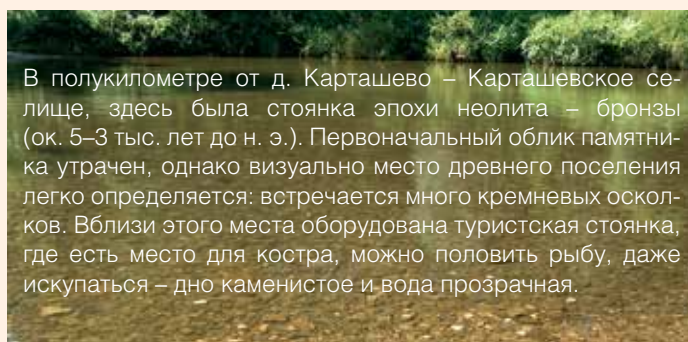 В полукилометре от д. Карташево – Карташевское се-
лище, здесь была стоянка эпохи неолита – бронзы
(ок. 5–3 тыс. лет до н. э.). Первоначальный облик памятни-
ка утрачен, однако визуально место древнего поселения
легко определяется: встречается много кремневых оскол-
ков. Вблизи этого места оборудована туристская стоянка,
где есть место для костра, можно половить рыбу, даже
искупаться – дно каменистое и вода прозрачная.